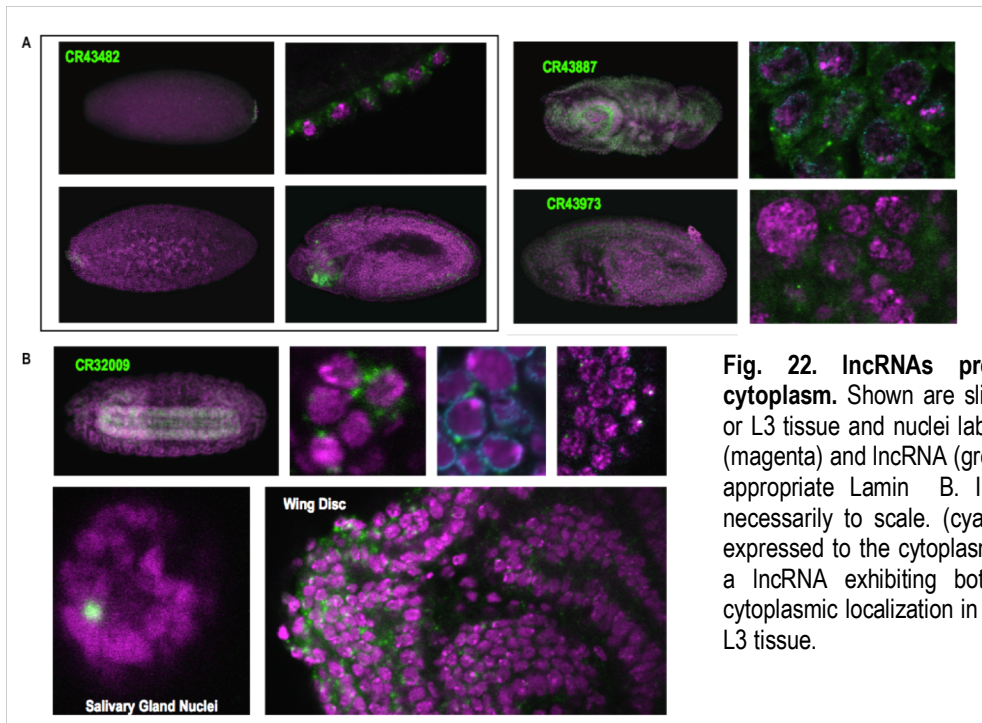 A
CR43482
CR43887
CR43973
B
CR32009
Wing Disc
Salivary Gland Nuclei
Fig. 22. lncRNAs
cytoplasm. Shown are
or L3 tissue and nuclei
(magenta) and lncRNA
appropriate Lamin B.
necessarily to scale.
expressed to the
a lncRNA exhibiting
cytoplasmic localization in
L3 tissue.